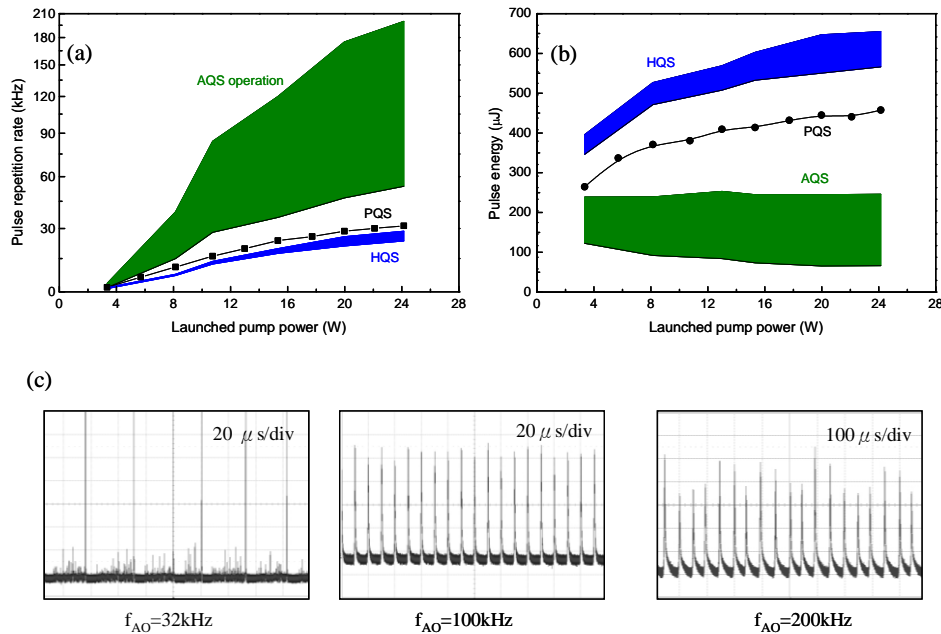 (a)
AQS operation
PQS
HQS
Pulse repetition rate (kHz)
210
180
150
120
90
60
30
0
0 4 8 12 16 20 24 28
Launched pump power (W)
(b)
HQS
PQS
AQS
Pulse energy (μJ)
700
600
500
400
300
200
100
0
0 4 8 12 16 20 24 28
Launched pump power (W)
(c)
20 μs/div
20 μs/div
100 μs/div
fAO=32kHz
fAO=100kHz
fAO=200kHz